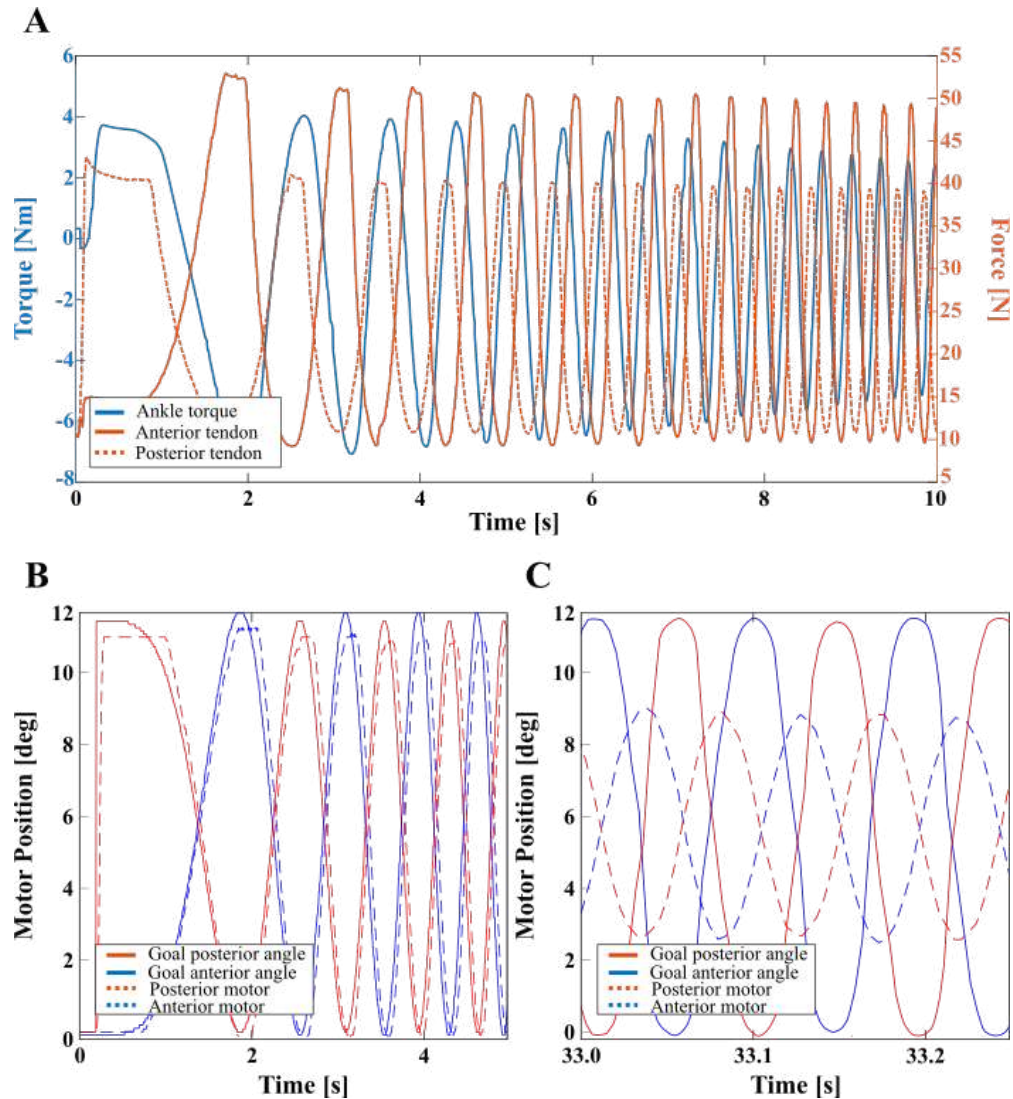 A
6
4
2
0
-2
-4
-6
-8
Torque [Nm]
55
50
45
40
35
30
25
20
15
10
5
Force [N]
Ankle torque
Anterior tendon
Posterior tendon
0 2 4 6 8 10
Time [s]
B
12
10
8
6
4
2
0
Motor Position [deg]
Goal posterior angle
Goal anterior angle
Posterior motor
Anterior motor
0 2 4
Time [s]
C
12
10
8
6
4
2
0
Motor Position [deg]
Goal posterior angle
Goal anterior angle
Posterior motor
Anterior motor
33.0 33.1 33.2
Time [s]